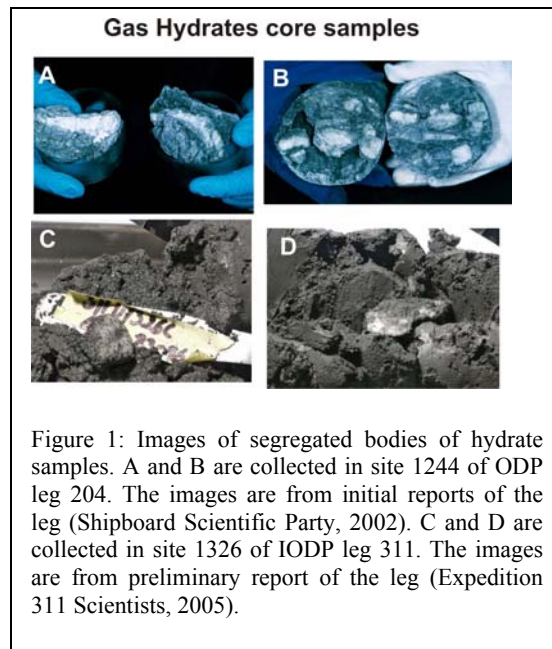 Gas Hydrates core samples
A
B
C
D
Figure 1: Images of segregated bodies of hydrate
samples. A and B are collected in site 1244 of ODP
leg 204. The images are from initial reports of the
leg (Shipboard Scientific Party, 2002). C and D are
collected in site 1326 of IODP leg 311. The images
are from preliminary report of the leg (Expedition
311 Scientists, 2005).